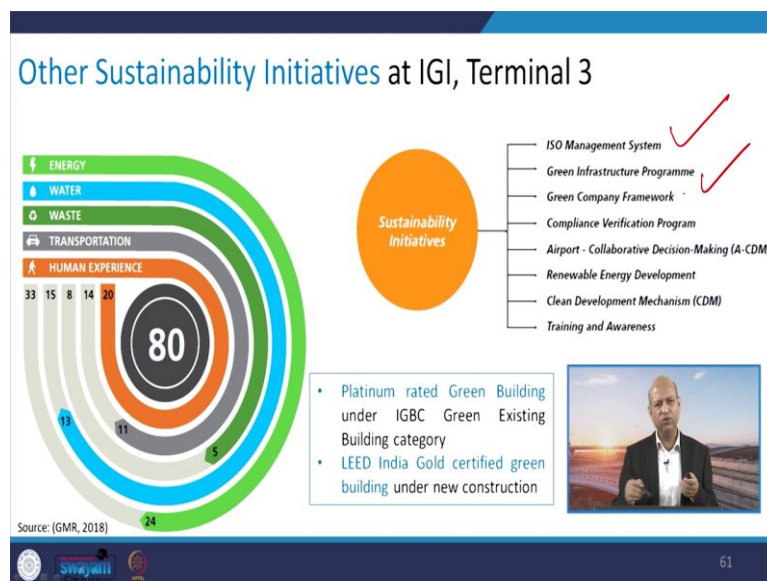 Other Sustainability Initiatives at IGI, Terminal 3
ENERGY
WATER
WASTE
TRANSPORTATION
HUMAN EXPERIENCE
33 15 8 14 20
80
13
11
5
24
Source: (GMR, 2018)
Sustainability
Initiatives
ISO Management System
Green Infrastructure Programme
Green Company Framework
Compliance Verification Program
Airport - Collaborative Decision-Making (A-CDM
Renewable Energy Development
Clean Development Mechanism (CDM)
Training and Awareness
• Platinum rated Green Building
under IGBC Green Existing
Building category
• LEED India Gold certified green
building under new construction
swayam
61